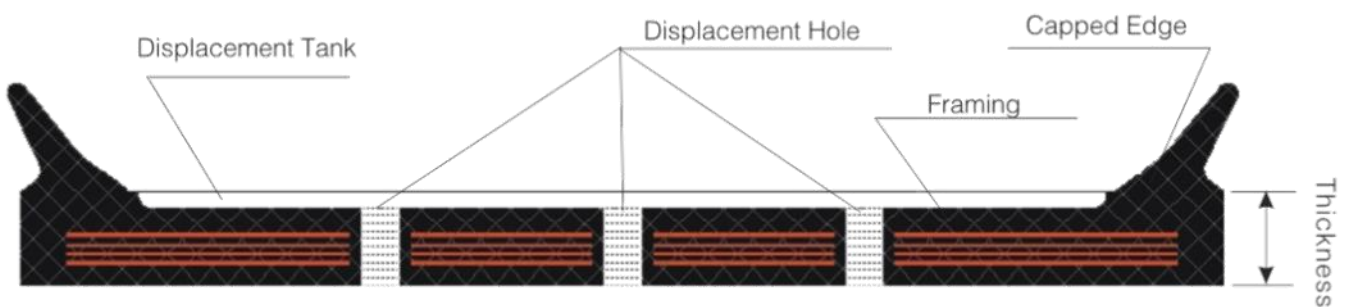 Displacement Tank
Displacement Hole
Capped Edge
Framing
Thickness